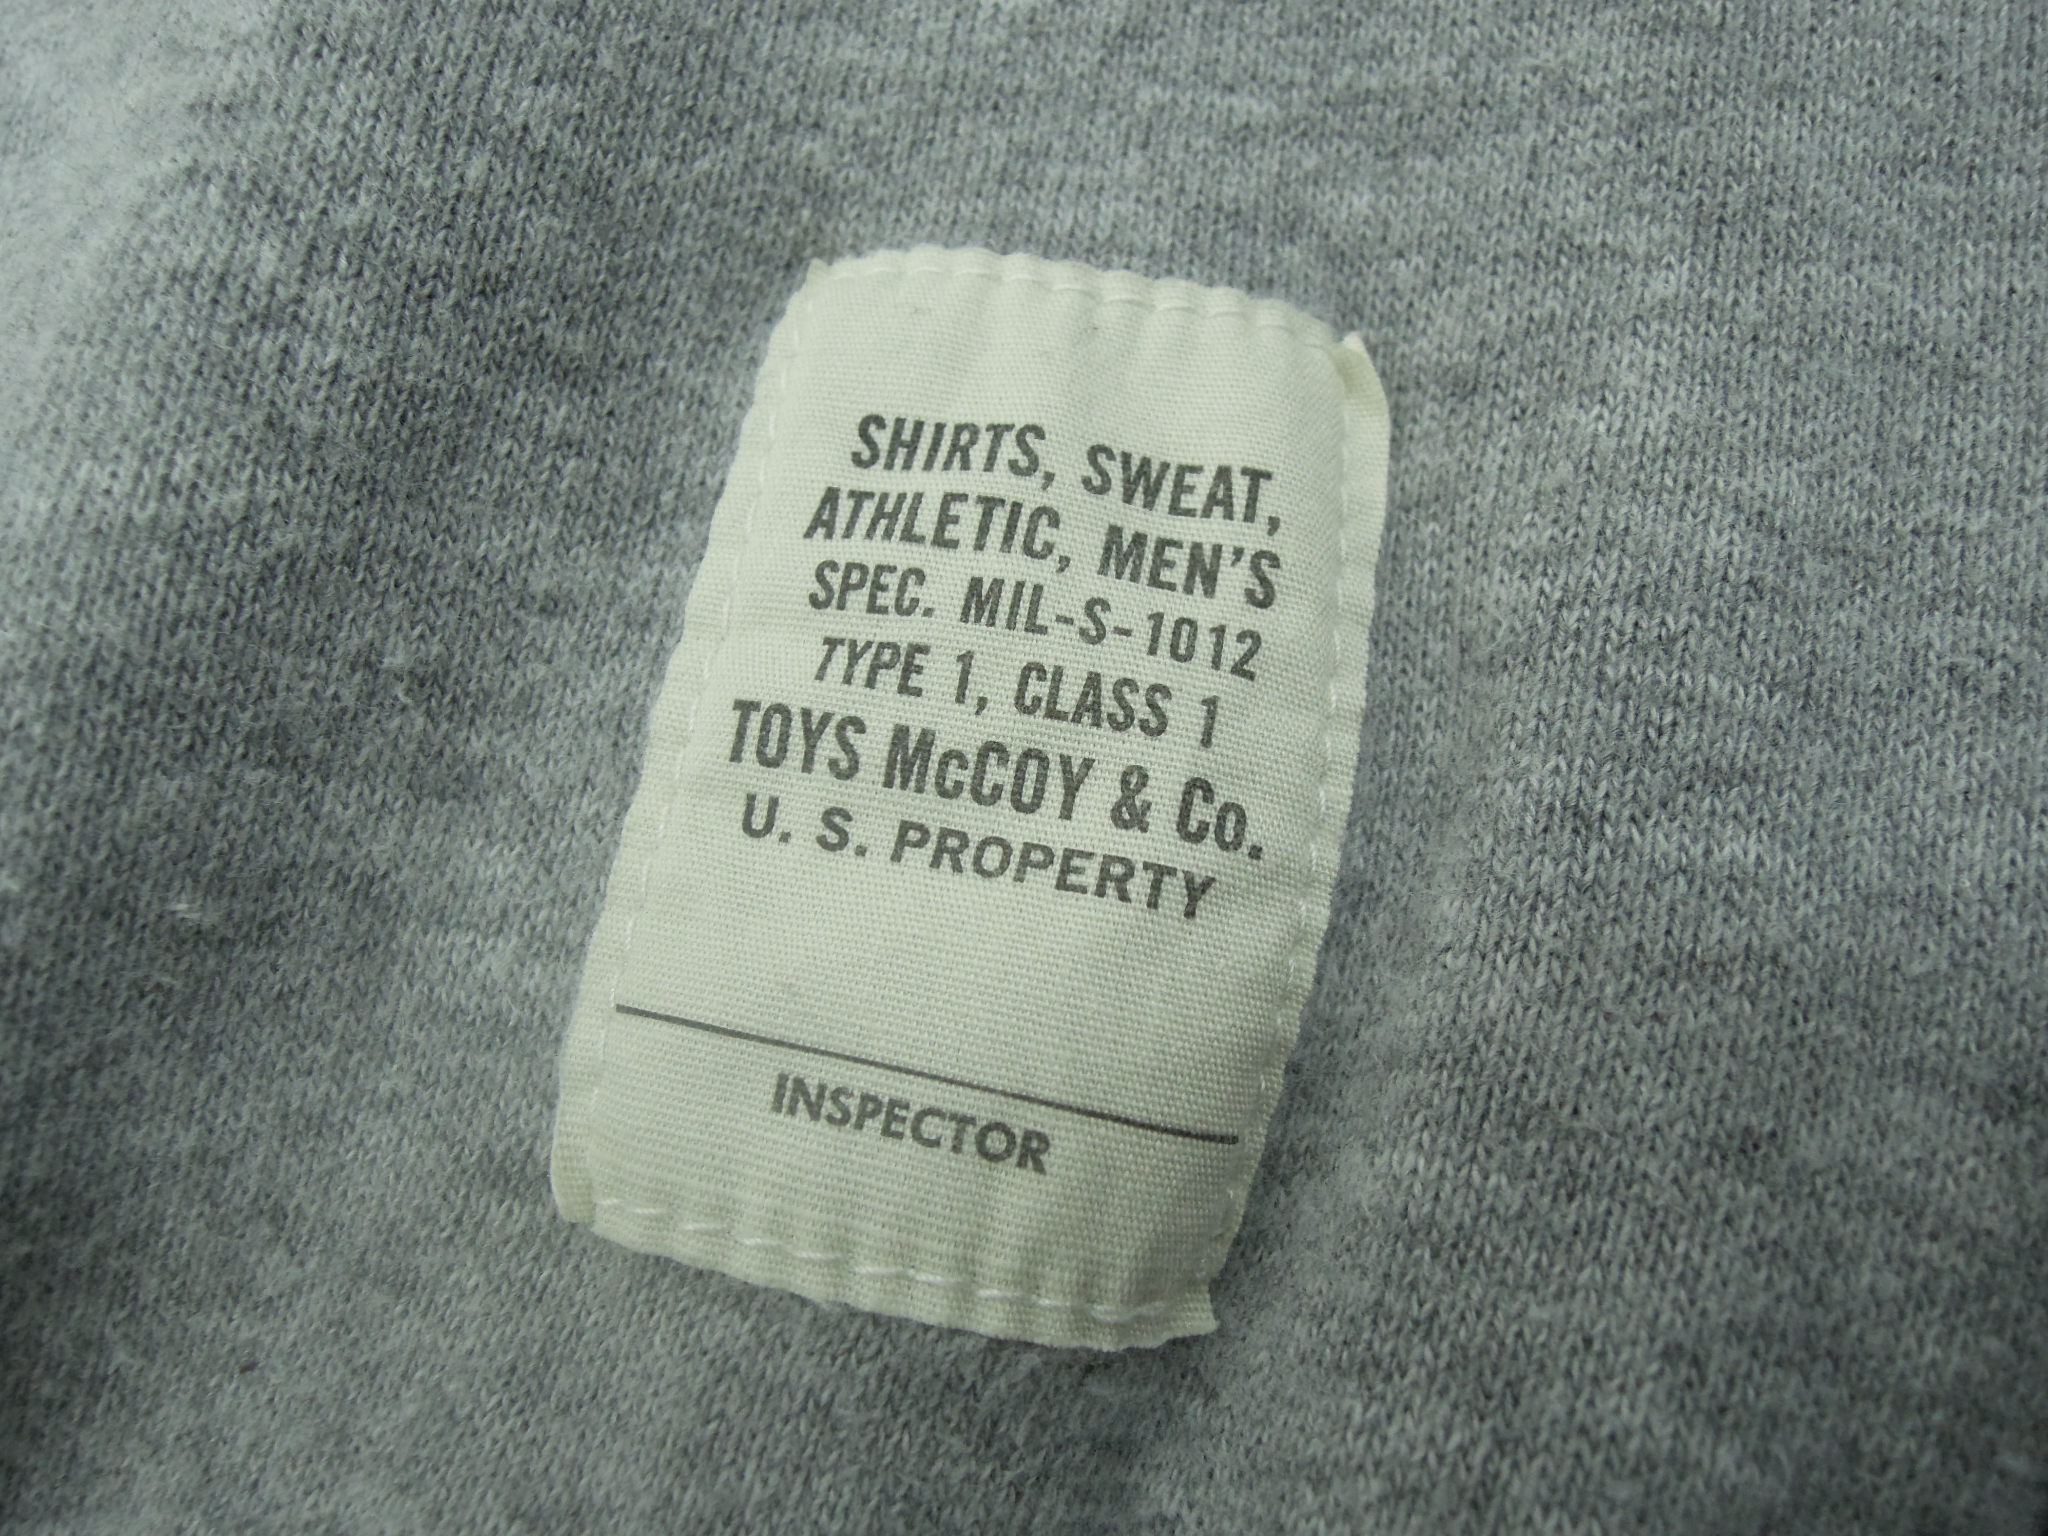 SHIRTS, SWEAT,
ATHLETIC, MEN'S
SPEC. MIL-S-1012
TYPE 1, CLASS 1
TOYS McCOY & Co.
U. S. PROPERTY
INSPECTOR